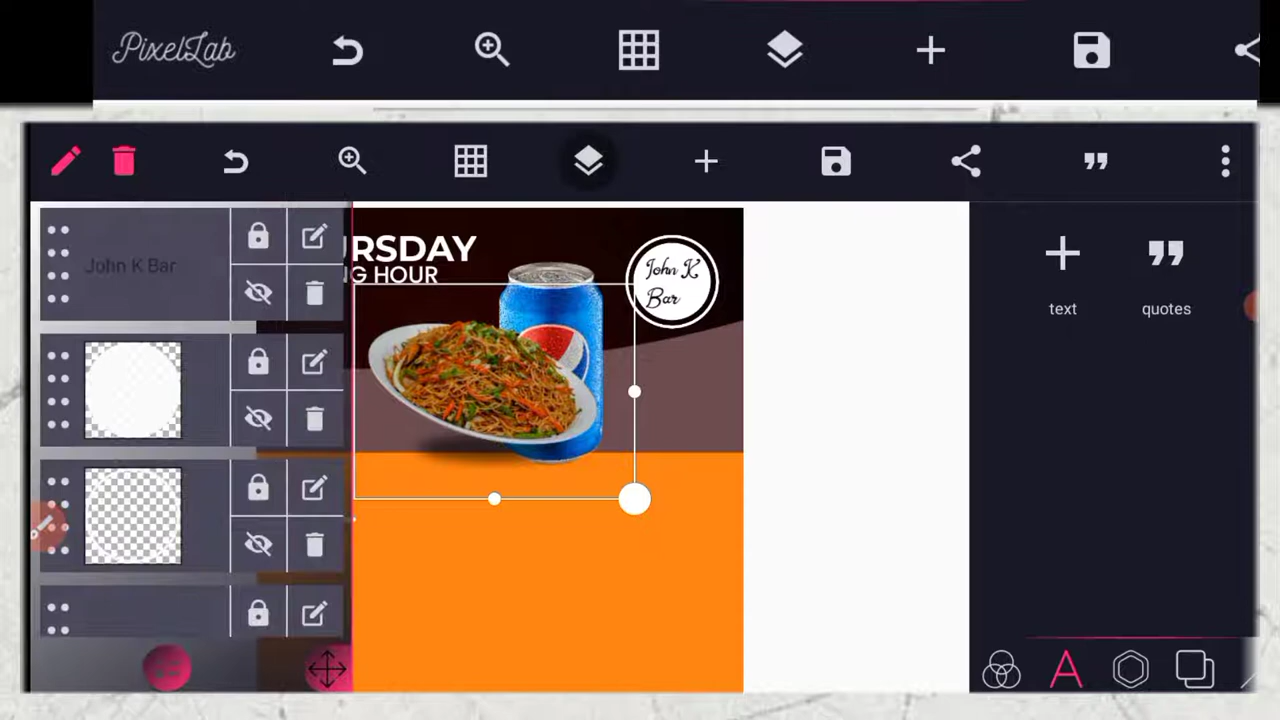 PixelLab
John K Bar
RSDAY
G HOUR
John K
Bar
text
quotes